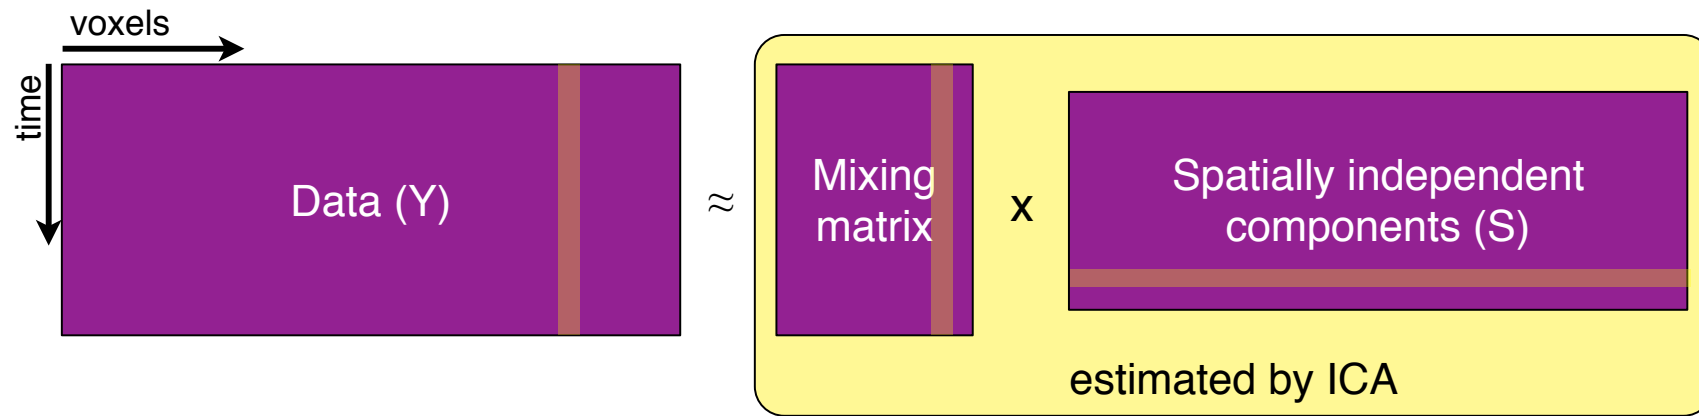 voxels
time
Data (Y)
≈
Mixing
matrix
x
Spatially independent
components (S)
estimated by ICA